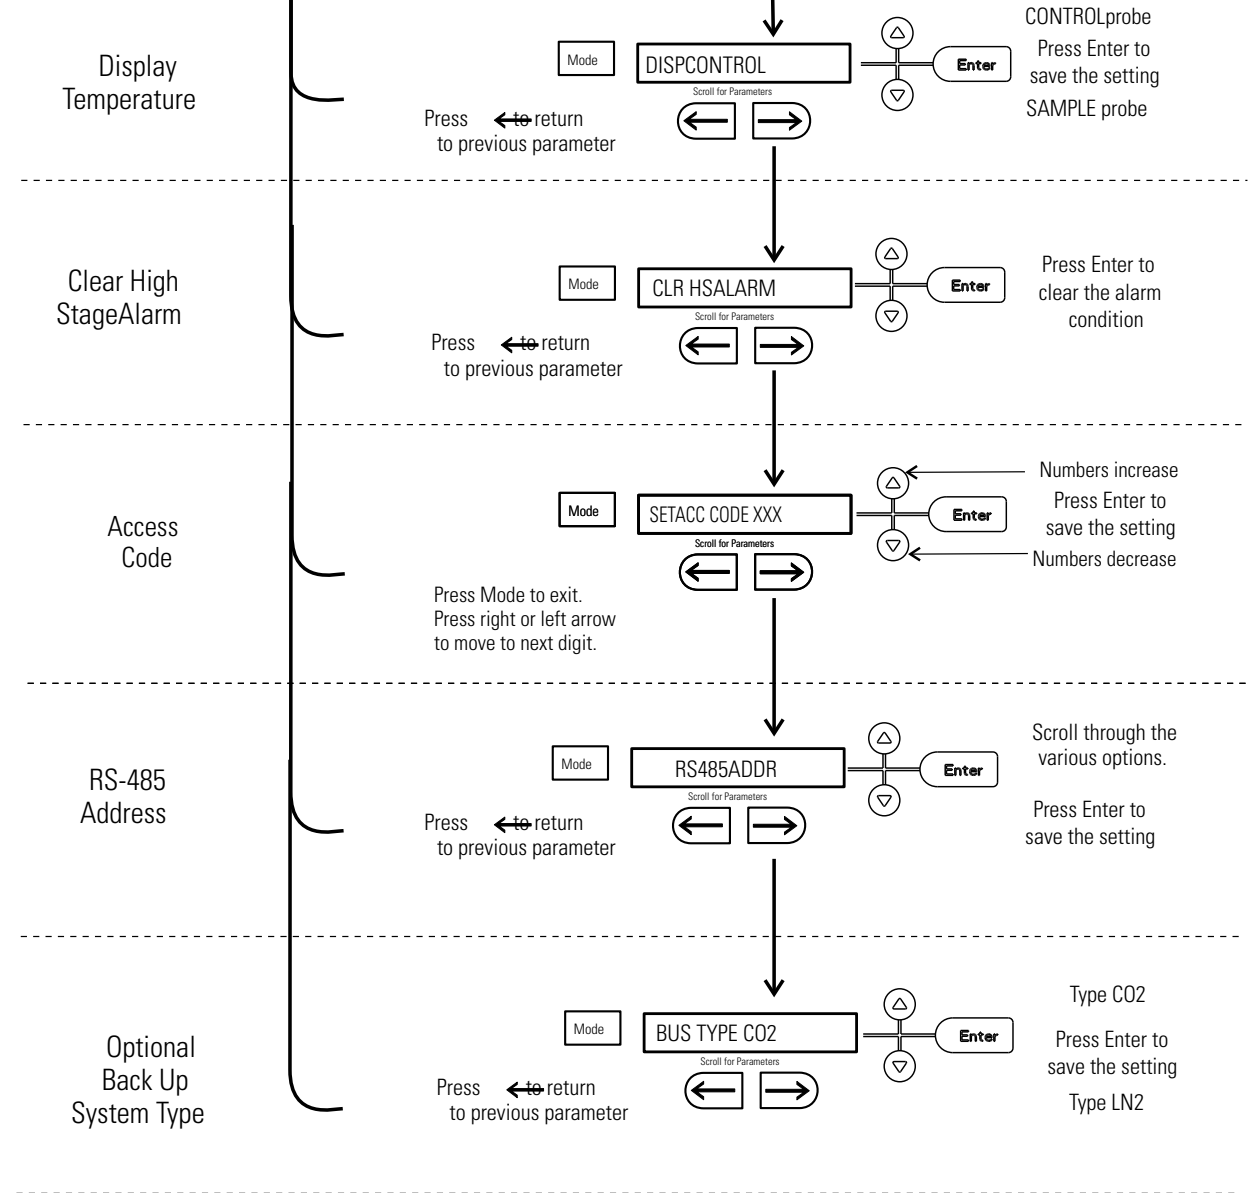 CONTROLprobe
Display
Temperature
Mode
DISPCONTROL
Enter
Press Enter to
save the setting
Scroll for Parameters
SAMPLE probe
Press to return
to previous parameter
Clear High
StageAlarm
Mode
CLR HSALARM
Enter
Press Enter to
clear the alarm
condition
Scroll for Parameters
Press to return
to previous parameter
Access
Code
Mode
SETACC CODE XXX
Enter
Numbers increase
Press Enter to
save the setting
Numbers decrease
Scroll for Parameters
Press Mode to exit.
Press right or left arrow
to move to next digit.
RS-485
Address
Mode
RS485ADDR
Enter
Scroll through the
various options.
Scroll for Parameters
Press Enter to
save the setting
Press to return
to previous parameter
Optional
Back Up
System Type
Mode
BUS TYPE CO2
Enter
Type CO2
Press Enter to
save the setting
Type LN2
Scroll for Parameters
Press to return
to previous parameter